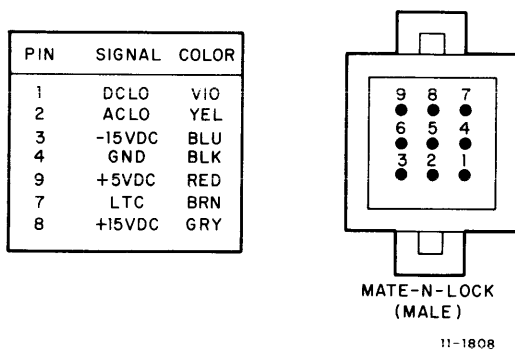 PIN SIGNAL COLOR
1 DCLO VIO
2 ACLO YEL
3 -15VDC BLU
4 GND BLK
9 +5VDC RED
7 LTC BRN
8 +15VDC GRY
9 8 7
6 5 4
3 2 1
MATE-N-LOCK
(MALE)
11-1808